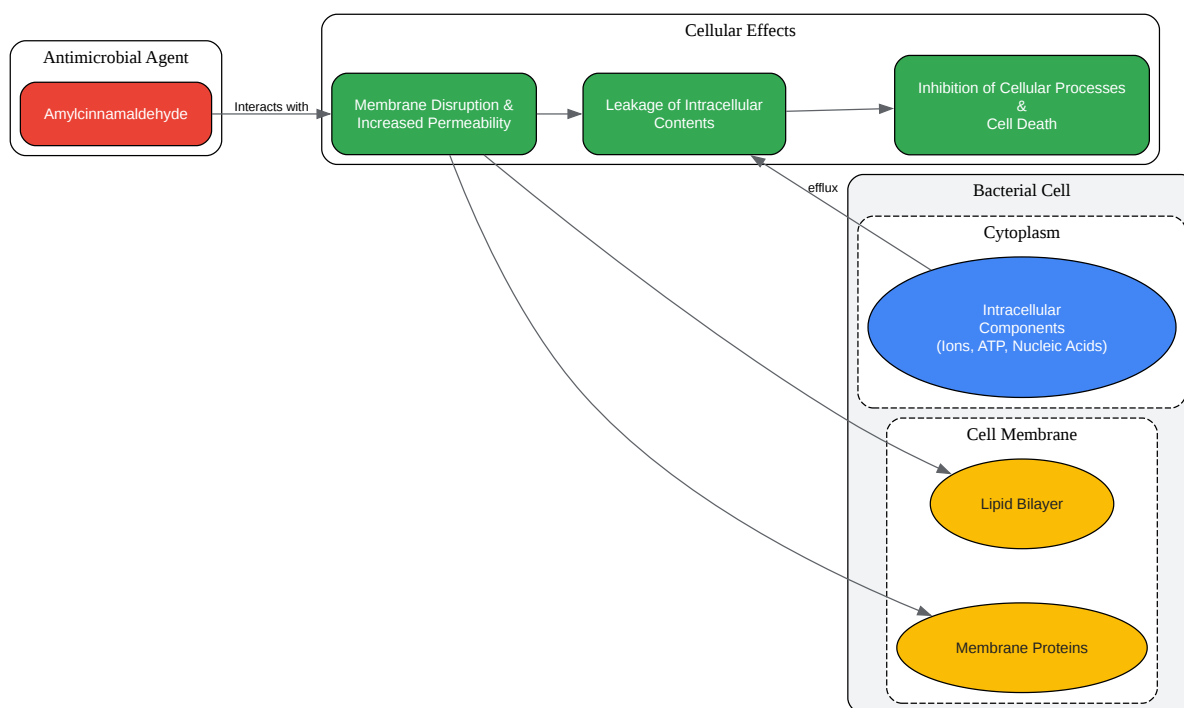 Antimicrobial Agent
Amylcinnamaldehyde
Interacts with
Cellular Effects
Membrane Disruption &
Increased Permeability
Leakage of Intracellular
Contents
Inhibition of Cellular Processes
&
Cell Death
efflux
Bacterial Cell
Cytoplasm
Intracellular
Components
(Ions, ATP, Nucleic Acids)
Cell Membrane
Lipid Bilayer
Membrane Proteins